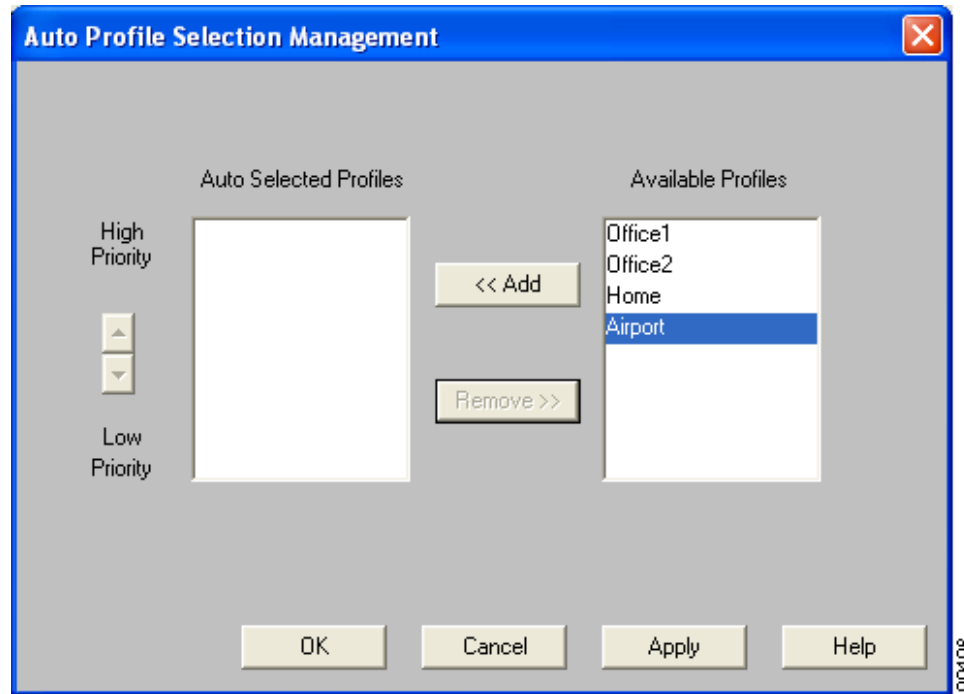 Auto Profile Selection Management
Auto Selected Profiles
Available Profiles
High
Priority
Low
Priority
<< Add
Remove >>
Office1
Office2
Home
Airport
OK
Cancel
Apply
Help